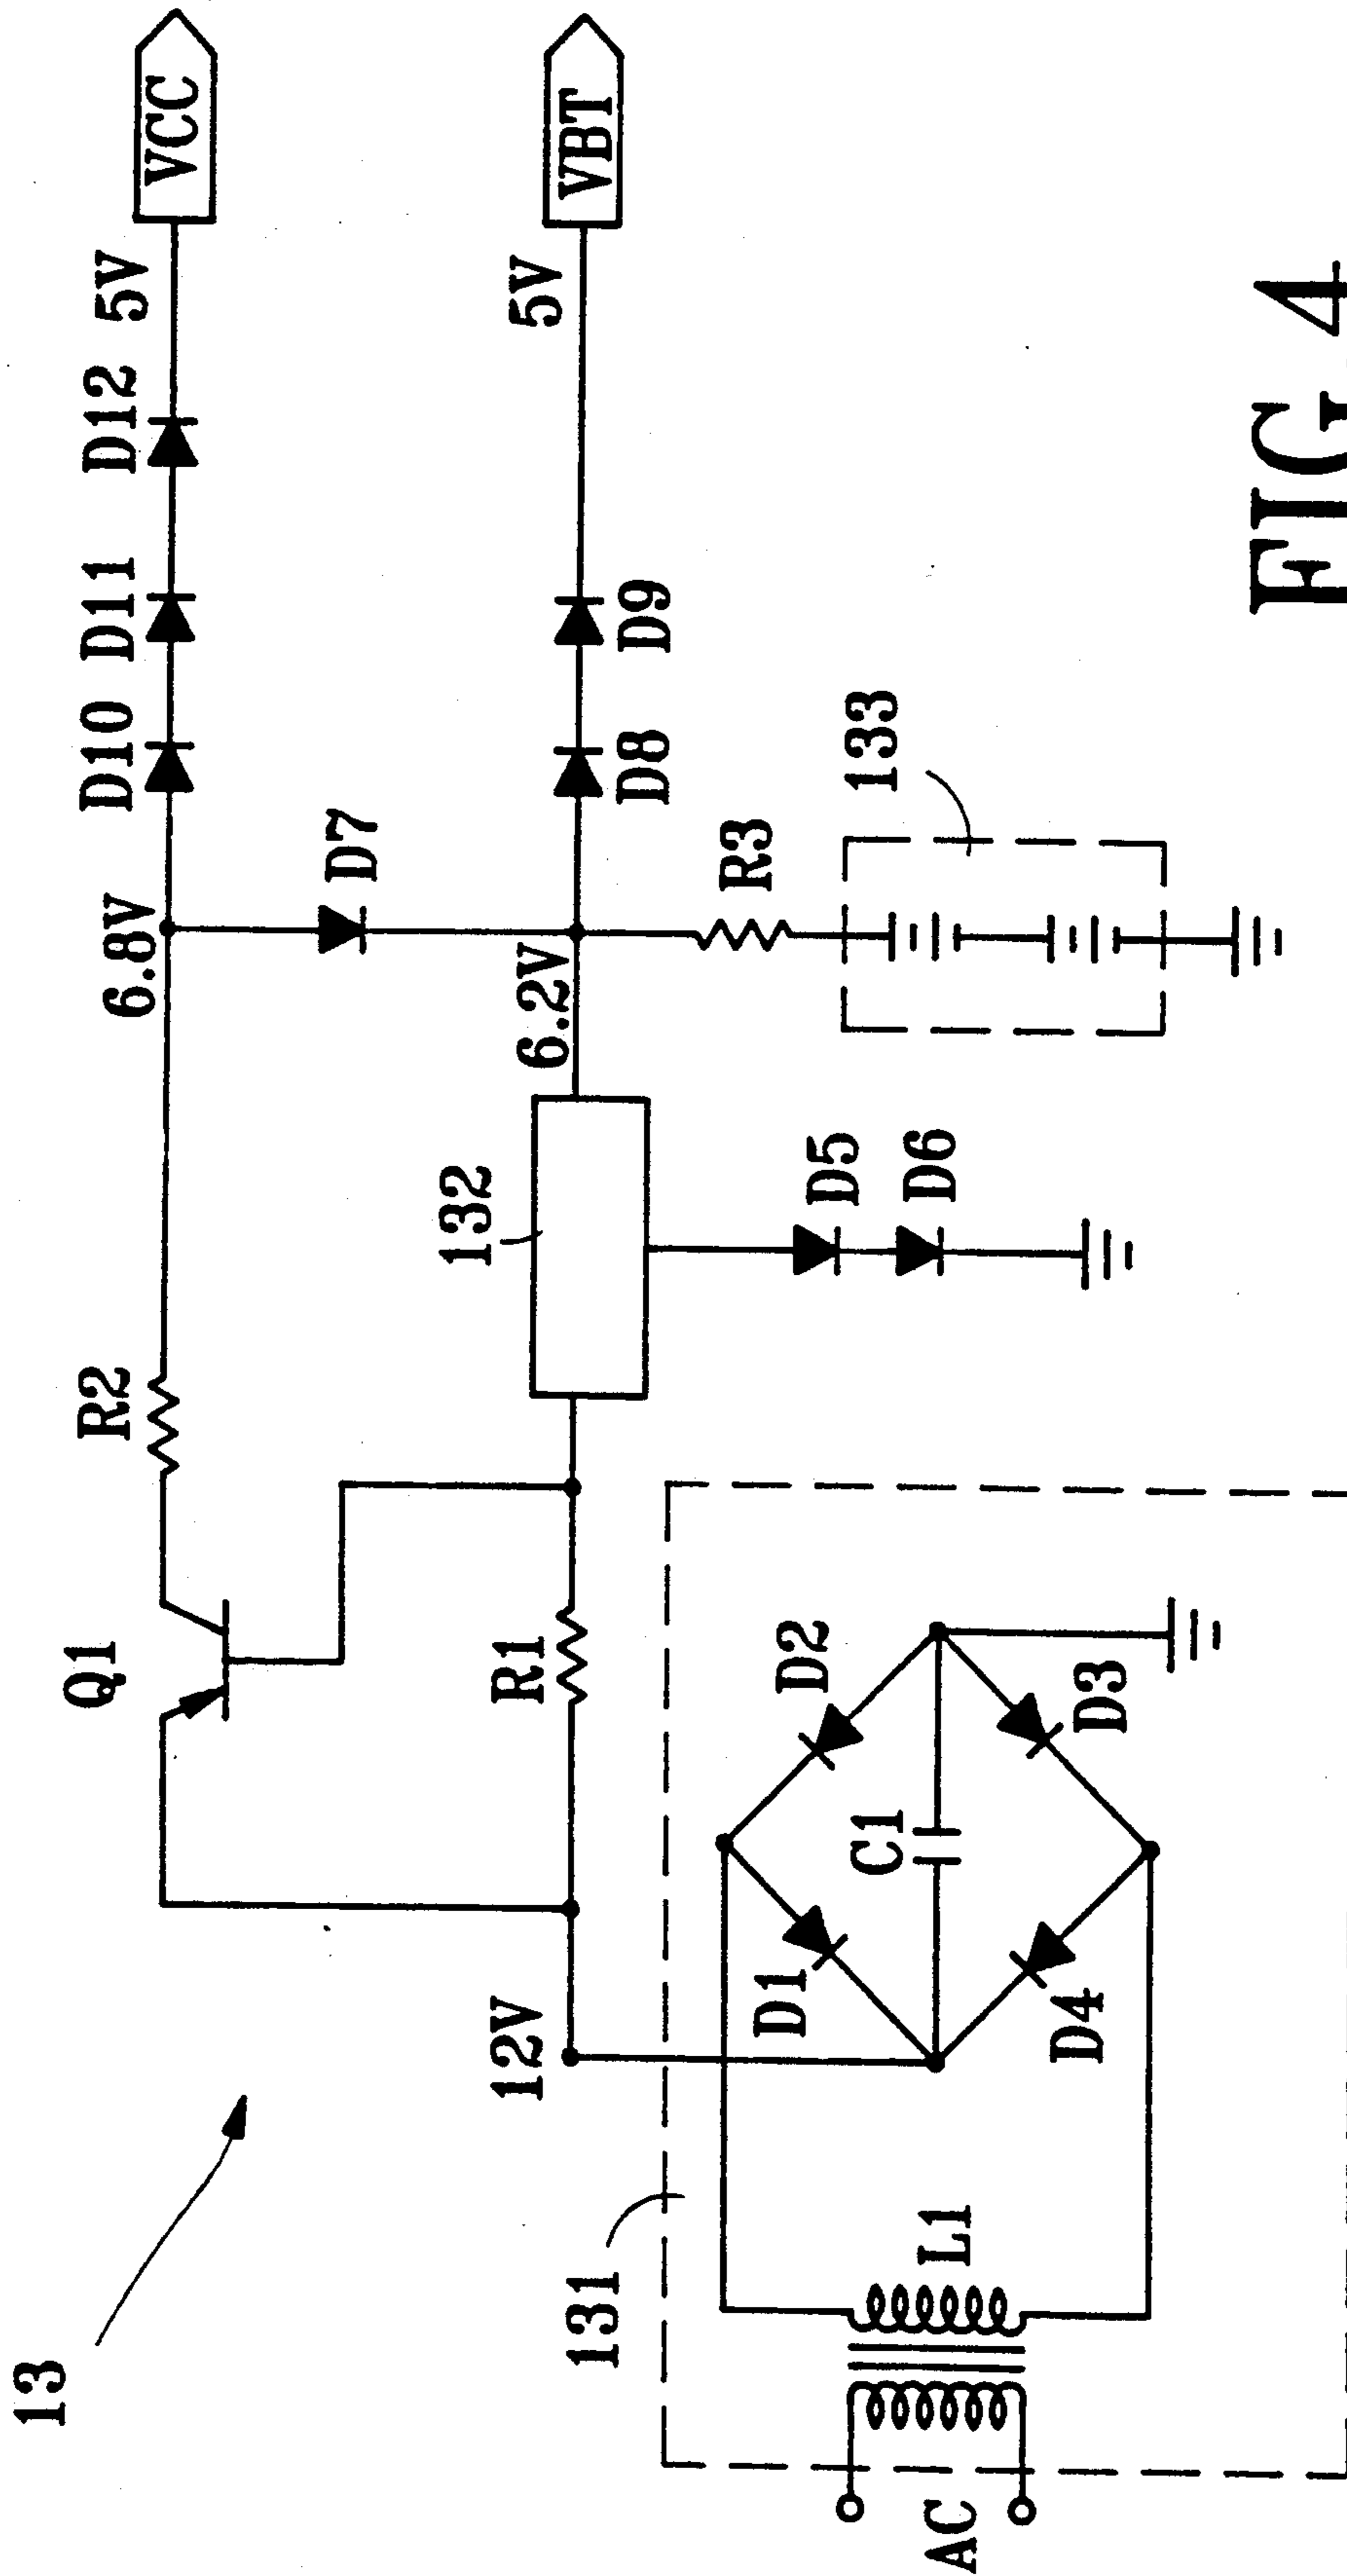 13
Q1
R2
6.8V
D10
D11
D12
5V
VCC
D7
12V
R1
132
6.2V
D8
D9
5V
VBT
D5
D6
R3
133
131
AC
L1
D1
D2
C1
D4
D3
FIG. 4